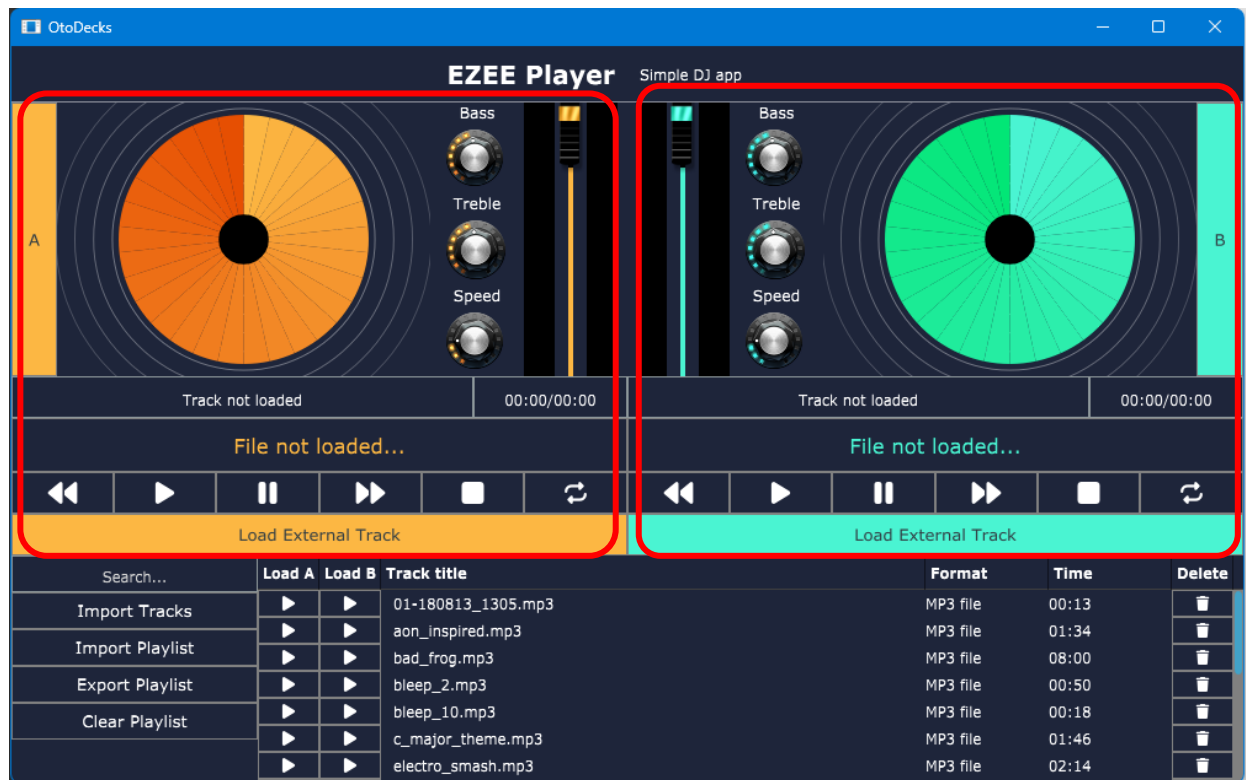 OtoDecks
EZEE Player Simple DJ app
A
Bass
Treble
Speed
Bass
Treble
Speed
B
Track not loaded 00:00/00:00
Track not loaded 00:00/00:00
File not loaded...
File not loaded...
Load External Track
Load External Track
Search...
Import Tracks
Import Playlist
Export Playlist
Clear Playlist
Load A Load B Track title Format Time Delete
01-180813_1305.mp3 MP3 file 00:13
aon_inspired.mp3 MP3 file 01:34
bad_frog.mp3 MP3 file 08:00
bleep_2.mp3 MP3 file 00:50
bleep_10.mp3 MP3 file 00:18
c_major_theme.mp3 MP3 file 01:46
electro_smash.mp3 MP3 file 02:14